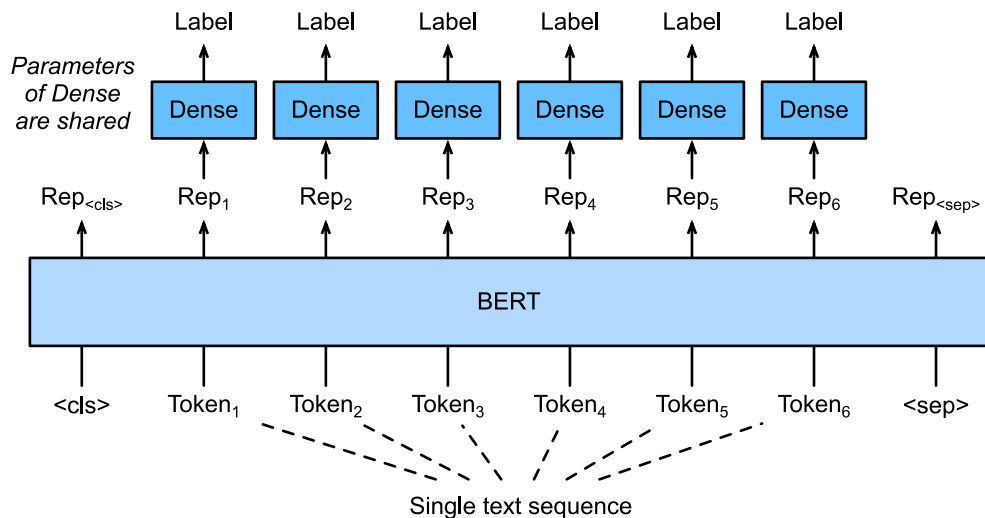 Label Label Label Label Label Label
Parameters
of Dense
are shared
Dense Dense Dense Dense Dense Dense
Rep<cls> Rep1 Rep2 Rep3 Rep4 Rep5 Rep6 Rep<sep>
BERT
<cls> Token1 Token2 Token3 Token4 Token5 Token6 <sep>
Single text sequence